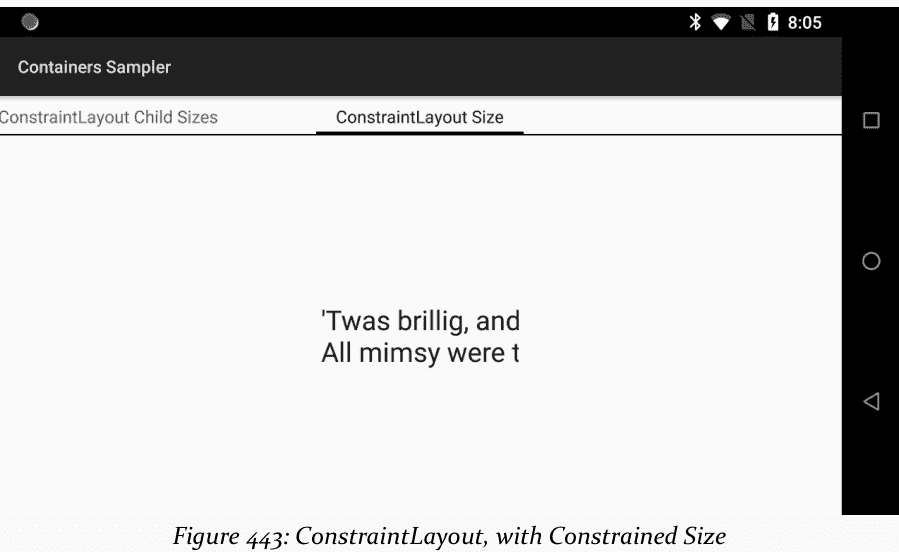 8:05
Containers Sampler
ConstraintLayout Child Sizes
ConstraintLayout Size
'Twas brillig, and
All mimsy were t
Figure 443: ConstraintLayout, with Constrained Size